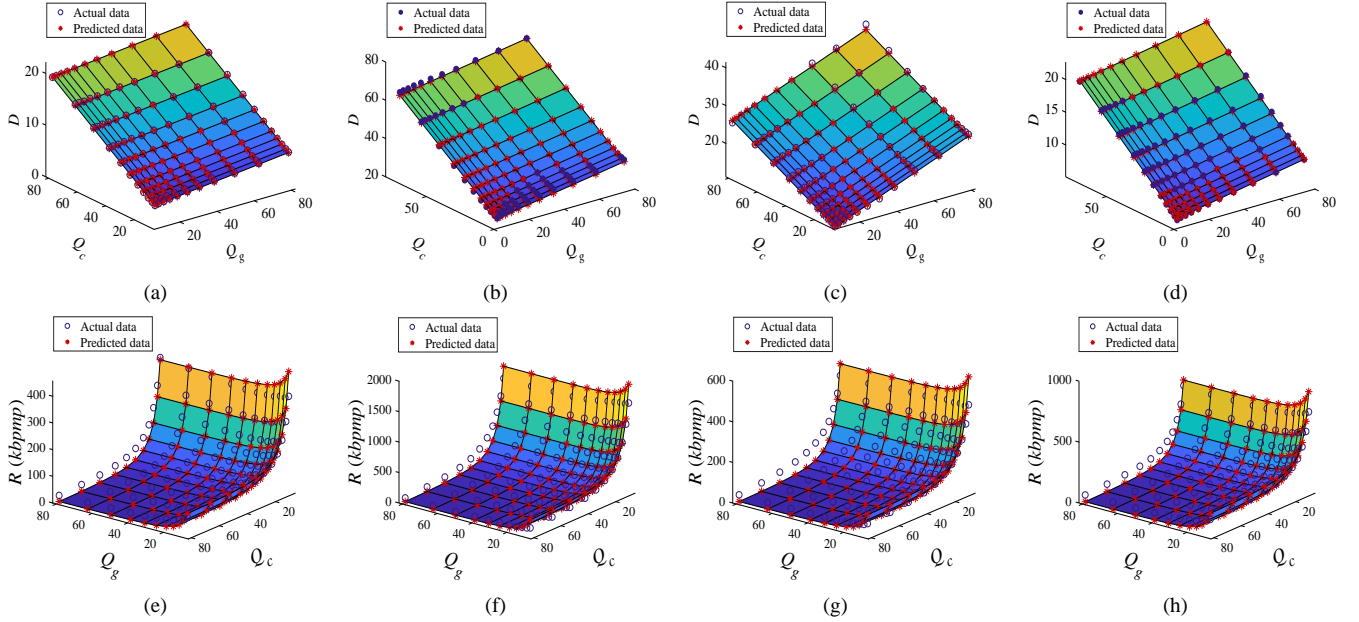 Actual data
Predicted data
20
10
0
D
80
60
40
20
Q_c
20
40
60
80
Q_g
(a)
Actual data
Predicted data
80
60
40
20
D
50
0
Q_c
0
20
40
60
80
Q_g
(b)
Actual data
Predicted data
40
30
20
D
80
60
40
20
Q_c
20
40
60
80
Q_g
(c)
Actual data
Predicted data
20
15
10
D
50
0
Q_c
0
20
40
60
80
Q_g
(d)
Actual data
Predicted data
400
300
200
100
0
R (kbpmp)
80
60
40
20
Q_g
80
60
40
20
Q_c
(e)
Actual data
Predicted data
2000
1500
1000
500
0
R (kbpmp)
80
60
40
20
Q_g
80
60
40
20
Q_c
(f)
Actual data
Predicted data
600
400
200
0
R (kbpmp)
80
60
40
20
Q_g
80
60
40
20
Q_c
(g)
Actual data
Predicted data
1000
500
0
R (kbpmp)
80
60
40
20
Q_g
80
60
40
20
Q_c
(h)